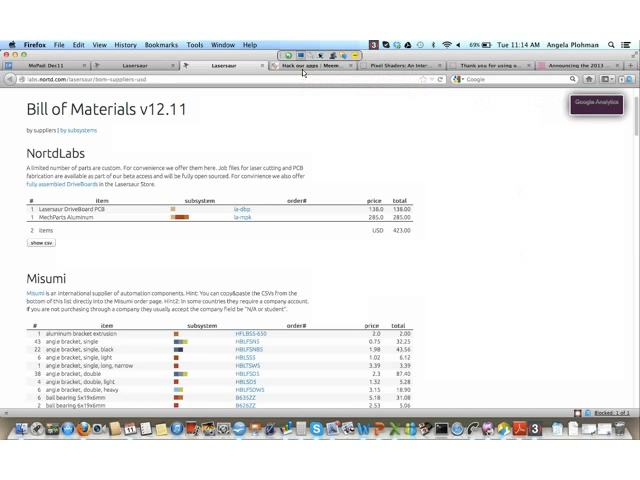 Firefox File Edit View History Bookmarks Tools Window Help 3 69% Tue 11:14 AM Angela Plohman
MoPad: Dec11 Lasersaur Lasersaur Hack our apps | Meem... Pixel Shaders: An Inter... Thank you for using o... Announcing the 2013
labs.nortd.com/lasersaur/bom-suppliers-usd Google
Bill of Materials v12.11
Google Analytics
by suppliers | by subsystems
NortdLabs
A limited number of parts are custom. For convenience we offer them here. Job files for laser cutting and PCB
fabrication are available as part of our beta access and will be fully open sourced. For convinience we also offer
fully assembled DriveBoards in the Lasersaur Store.
# item subsystem order# price total
1 Lasersaur DriveBoard PCB la-dbp 138.0 138.00
1 MechParts Aluminum la-mpk 285.0 285.00
2 items USD 423.00
show csv
Misumi
Misumi is an international supplier of automation components. Hint: You can copy&paste the CSVs from the
bottom of this list directly into the Misumi order page. Hint2: In some countries they require a company account.
If you are not purchasing through a company they usually accept the company field be "N/A or student".
# item subsystem order# price total
1 aluminum bracket extrusion HFLBS5-650 2.0 2.00
43 angle bracket, single HBLFSN5 0.75 32.25
22 angle bracket, single, black HBLFSNB5 1.98 43.56
6 angle bracket, single, light HBLSS5 1.02 6.12
1 angle bracket, single, long, narrow HBLTSW5 3.39 3.39
38 angle bracket, double HBLFSD5 2.3 87.40
4 angle bracket, double, light HBLSD5 1.32 5.28
6 angle bracket, double, heavy HBLFSDW5 3.15 18.90
6 ball bearing 5x19x6mm B635ZZ 5.18 31.08
2 ball bearing 6x19x6mm B626ZZ 2.53 5.06
Blocked: 1 of 1